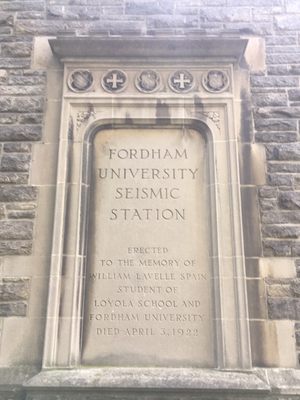 FORDHAM
UNIVERSITY
SEISMIC
STATION
ERECTED
TO THE MEMORY OF
WILLIAM LAVELLE SPAIN
STUDENT OF
LOYOLA SCHOOL AND
FORDHAM UNIVERSITY
DIED APRIL 3, 1922